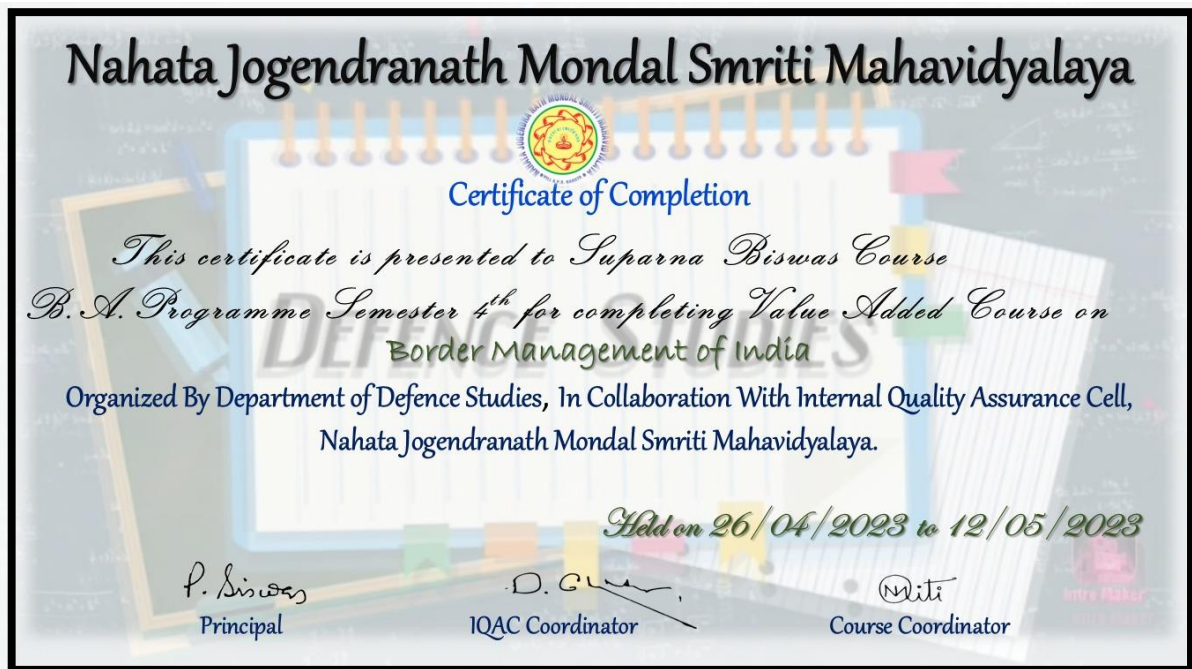 Nahata Jogendranath Mondal Smriti Mahavidyalaya
Certificate of Completion
This certificate is presented to Suparna Biswas Course
B.A. Programme Semester 4th for completing Value Added Course on
DEFENCE STUDIES
Border Management of India
Organized By Department of Defence Studies, In Collaboration With Internal Quality Assurance Cell,
Nahata Jogendranath Mondal Smriti Mahavidyalaya.
Held on 26/04/2023 to 12/05/2023
P. Biswas
Principal
IQAC Coordinator
Course Coordinator
Intro Maker